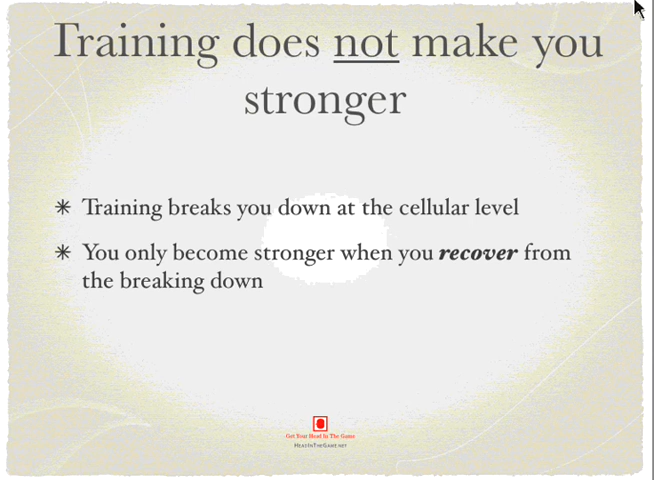 Training does not make you
stronger
✳ Training breaks you down at the cellular level
✳ You only become stronger when you recover from
the breaking down
Get Your Head In The Game
HeadInTheGame.net